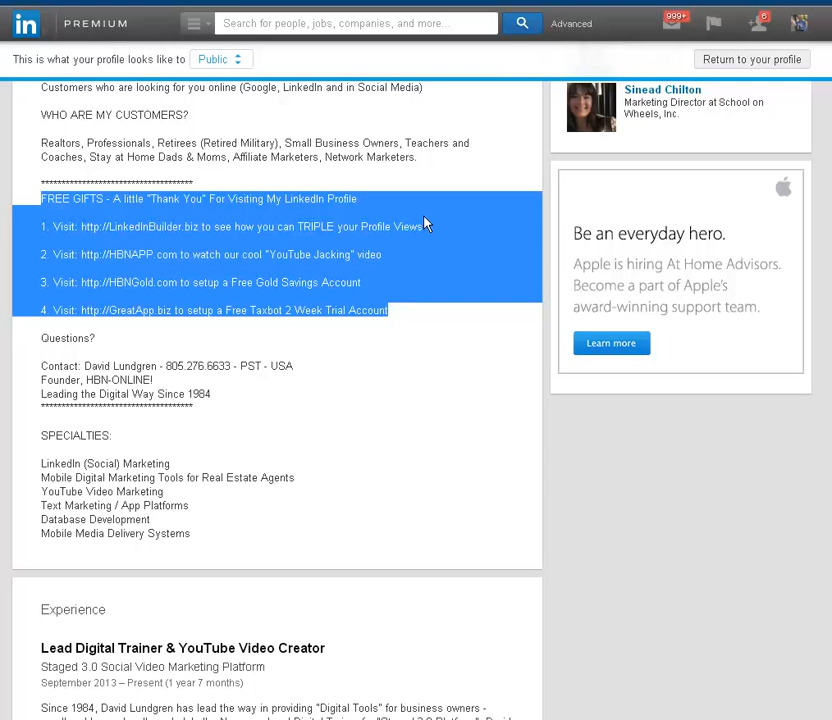 in PREMIUM Search for people, jobs, companies, and more... Advanced 999+ 6
This is what your profile looks like to Public Return to your profile
Customers who are looking for you online (Google, LinkedIn and in Social Media)
WHO ARE MY CUSTOMERS?
Realtors, Professionals, Retirees (Retired Military), Small Business Owners, Teachers and
Coaches, Stay at Home Dads & Moms, Affiliate Marketers, Network Marketers.
*************************************
FREE GIFTS - A little "Thank You" For Visiting My LinkedIn Profile
1. Visit: http://LinkedInBuilder.biz to see how you can TRIPLE your Profile Views
2. Visit: http://HBNAPP.com to watch our cool "YouTube Jacking" video
3. Visit: http://HBNGold.com to setup a Free Gold Savings Account
4. Visit: http://GreatApp.biz to setup a Free Taxbot 2 Week Trial Account
Questions?
Contact: David Lundgren - 805.276.6633 - PST - USA
Founder, HBN-ONLINE!
Leading the Digital Way Since 1984
*************************************
SPECIALTIES:
LinkedIn (Social) Marketing
Mobile Digital Marketing Tools for Real Estate Agents
YouTube Video Marketing
Text Marketing / App Platforms
Database Development
Mobile Media Delivery Systems
Experience
Lead Digital Trainer & YouTube Video Creator
Staged 3.0 Social Video Marketing Platform
September 2013 – Present (1 year 7 months)
Since 1984, David Lundgren has lead the way in providing "Digital Tools" for business owners -
Sinead Chilton
Marketing Director at School on
Wheels, Inc.
Be an everyday hero.
Apple is hiring At Home Advisors.
Become a part of Apple's
award-winning support team.
Learn more